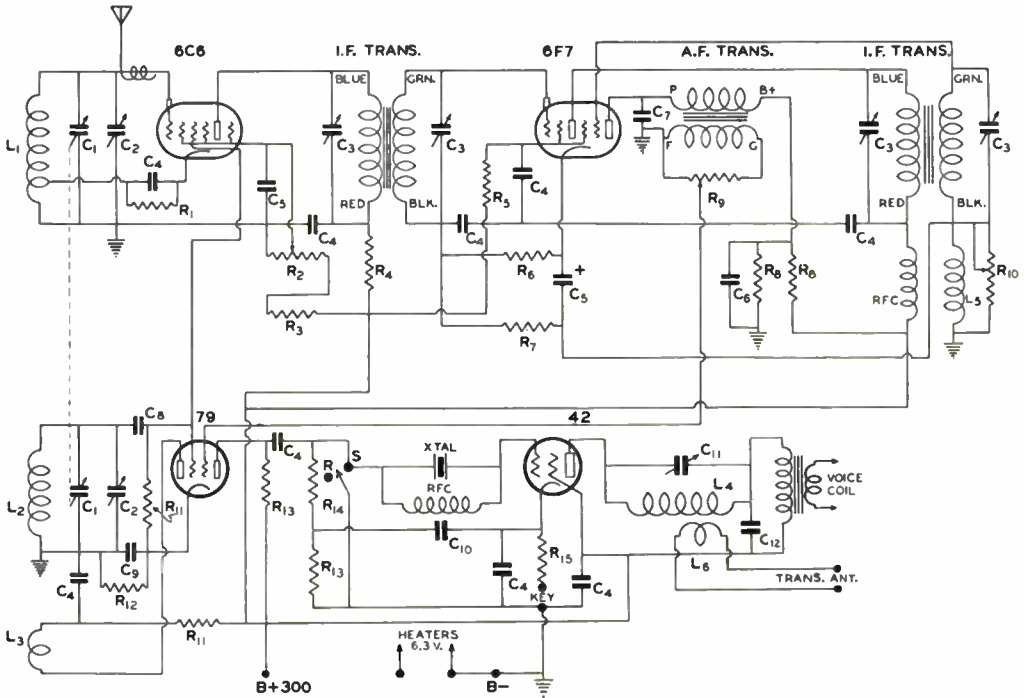 6C6 I.F. TRANS. 6F7 A.F. TRANS. I.F. TRANS.
BLUE GRN. P B+ BLUE GRN.
L1 C1 C2 C3 C3 C7 C3 C3
F G
C4 R5 C4
R1 C5 RED BLK. R9 RED BLK.
C4 C4 C4
R2 R4 R6 + C5 C6 R8 R8 RFC L5 R10
R3 R7
C8 79 42
C4 S XTAL C11
R RFC L4 VOICE
COIL
L2 C1 C2 R11 R13 R14
C10 C12
C9 R13 R15 L6
C4 R12 C4 C4 TRANS. ANT.
KEY
L3 R11 HEATERS
6.3 V.
B+300 B-